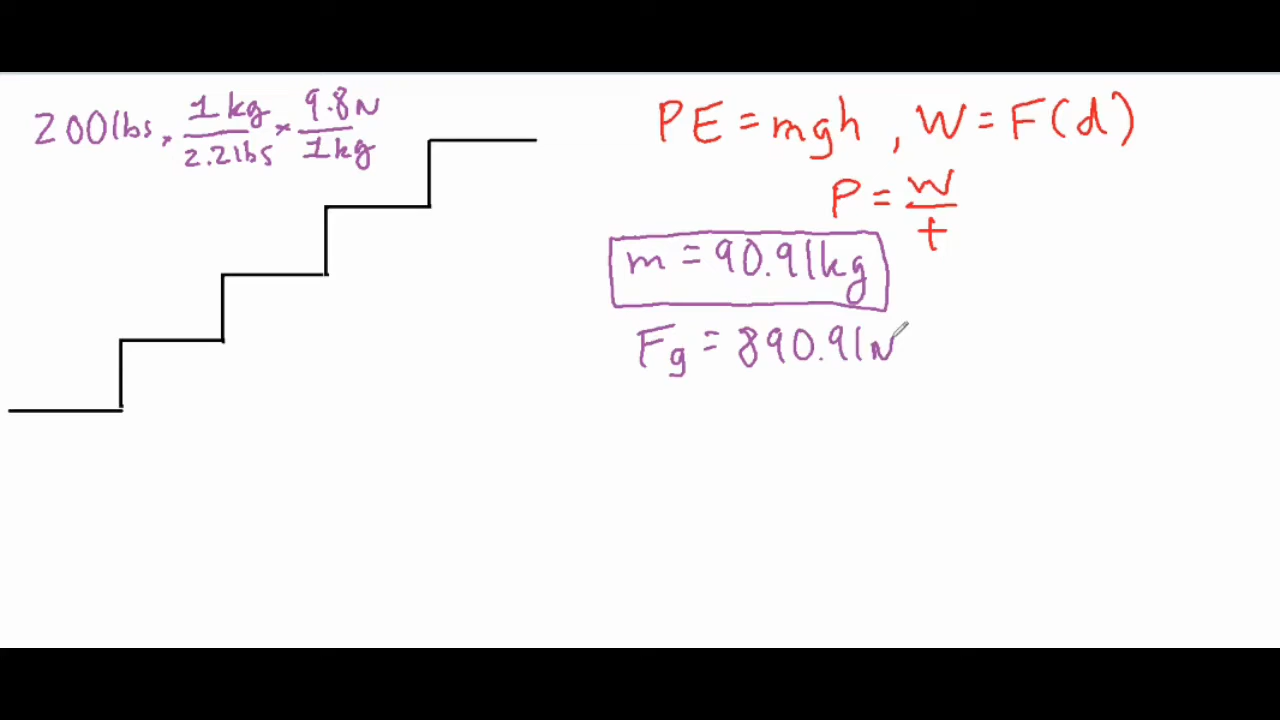 200lbs × 1kg/2.2lbs × 9.8N/1kg
PE = mgh , W = F(d)
P = W/t
m = 90.91kg
Fg = 890.91N